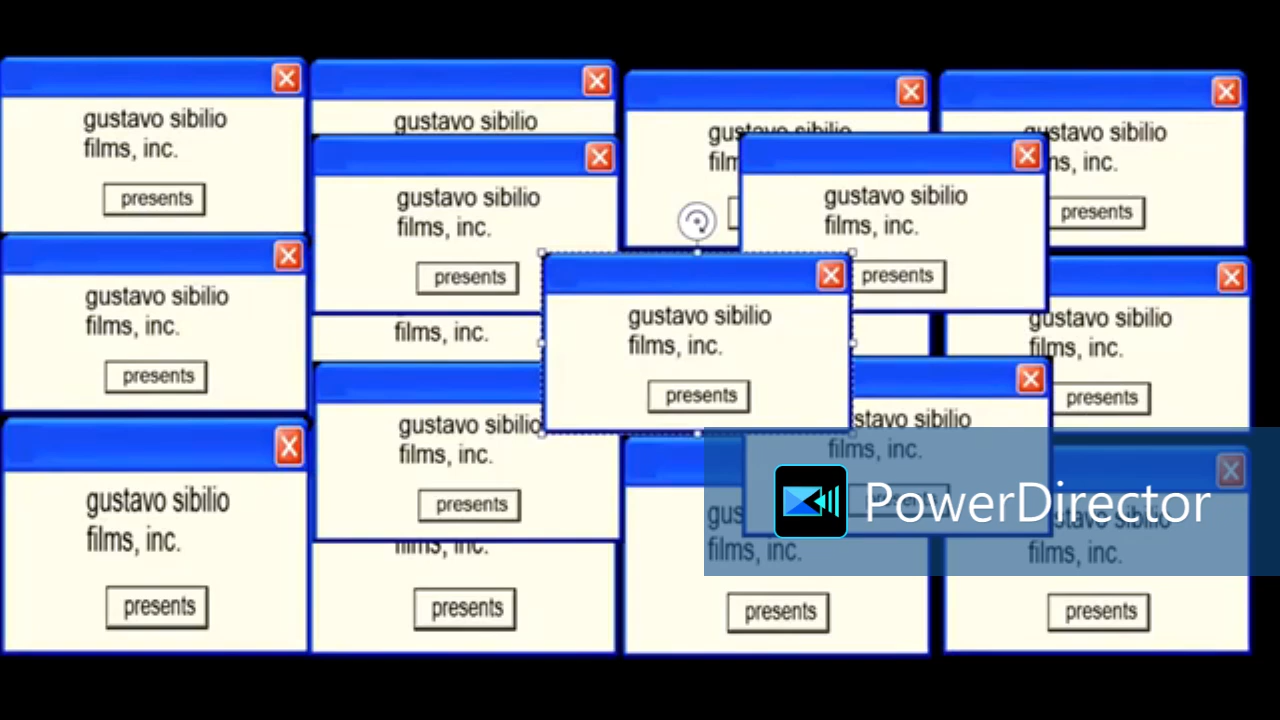 gustavo sibilio
films, inc.
presents
gustavo sibilio
gustavo sibilio
films, inc.
presents
gustavo sibilio
gustavo sibilio
films, inc.
presents
gustavo sibilio
films, inc.
presents
gustavo sibilio
films, inc.
presents
films, inc.
gustavo sibilio
films, inc.
presents
gustavo sibilio
films, inc.
presents
gustavo sibilio
films, inc.
presents
films, inc.
PowerDirector
gustavo sibilio
films, inc.
presents
films, inc.
presents
films, inc.
presents
films, inc.
presents